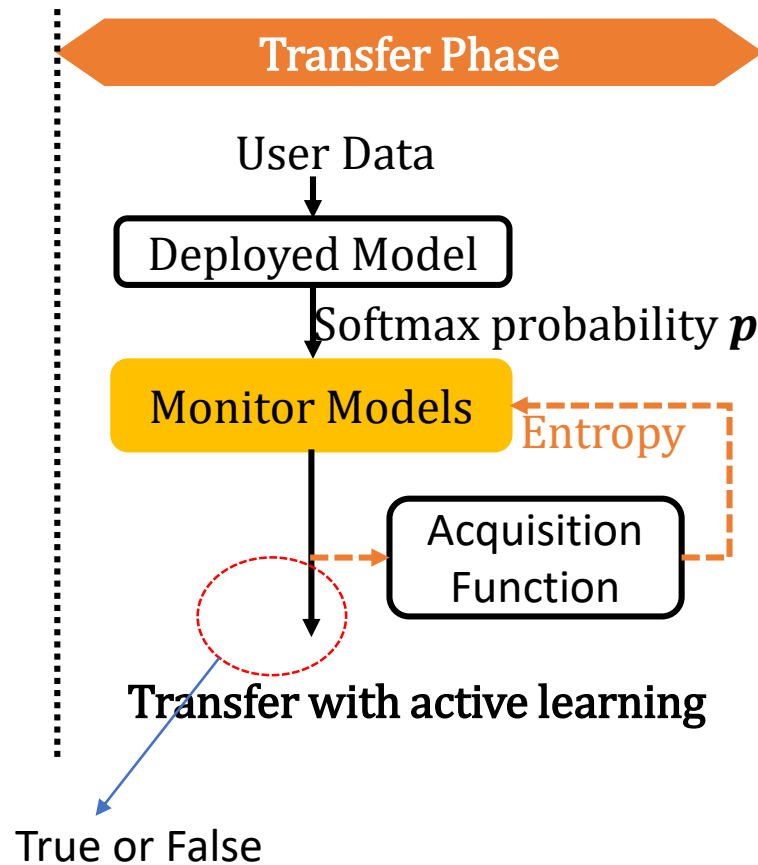 Transfer Phase
User Data
Deployed Model
Softmax probability p
Monitor Models
Entropy
Acquisition
Function
Transfer with active learning
True or False